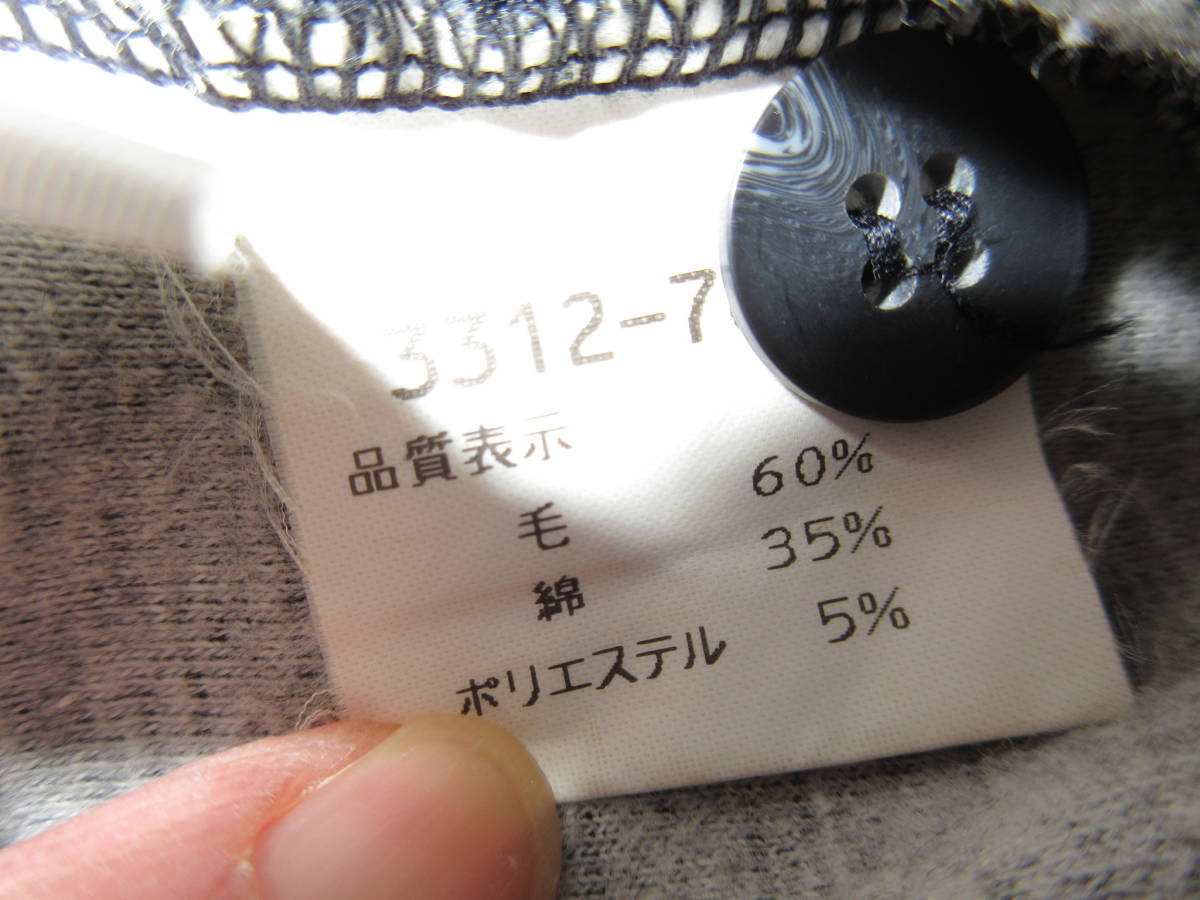 3312-7
品質表示
毛 60%
綿 35%
ポリエステル 5%